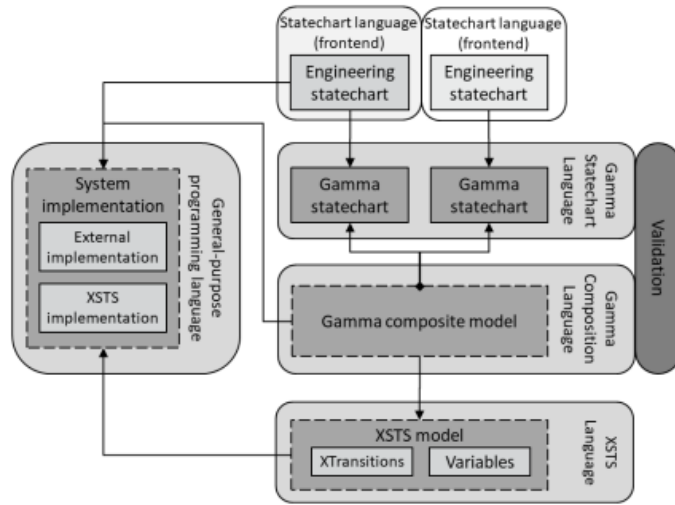 Statechart language
(frontend)
Engineering
statechart
Statechart language
(frontend)
Engineering
statechart
System
implementation
External
implementation
XSTS
implementation
General-purpose
programming language
Gamma
statechart
Gamma
statechart
Gamma
Statechart
Language
Validation
Gamma composite model
Gamma
Composition
Language
XSTS model
XTransitions
Variables
XSTS
Language